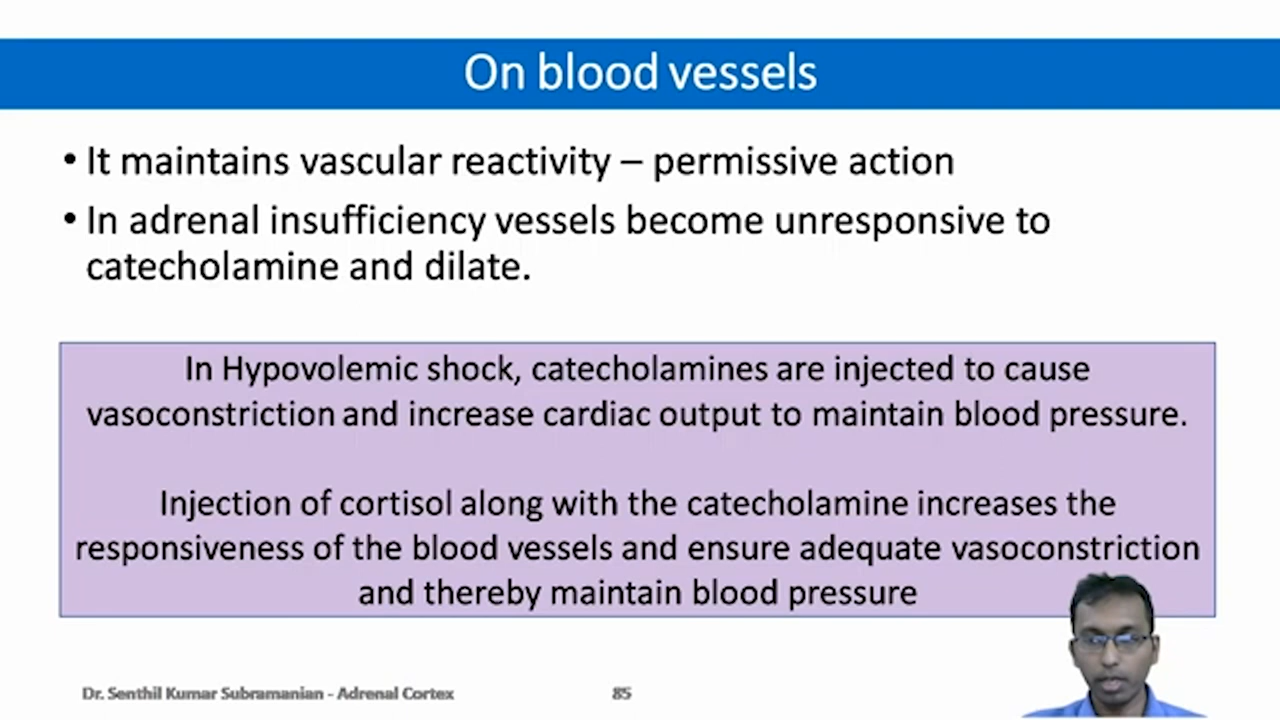 On blood vessels
• It maintains vascular reactivity – permissive action
• In adrenal insufficiency vessels become unresponsive to
catecholamine and dilate.
In Hypovolemic shock, catecholamines are injected to cause
vasoconstriction and increase cardiac output to maintain blood pressure.
Injection of cortisol along with the catecholamine increases the
responsiveness of the blood vessels and ensure adequate vasoconstriction
and thereby maintain blood pressure
Dr. Senthil Kumar Subramanian - Adrenal Cortex
85